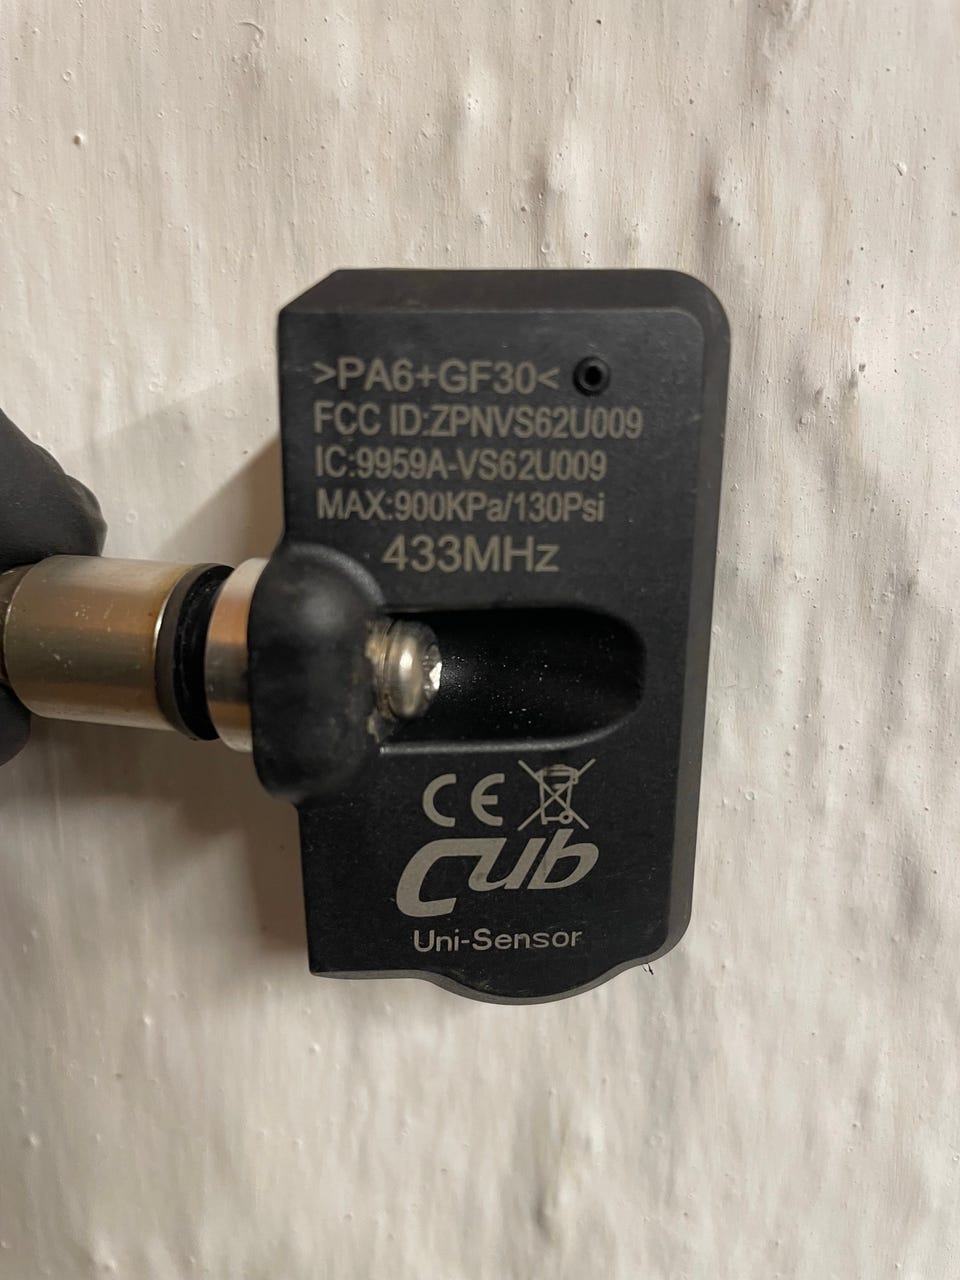 >PA6+GF30<
FCC ID:ZPNVS62U009
IC:9959A-VS62U009
MAX:900KPa/130Psi
433MHz
CE
Cub
Uni-Sensor